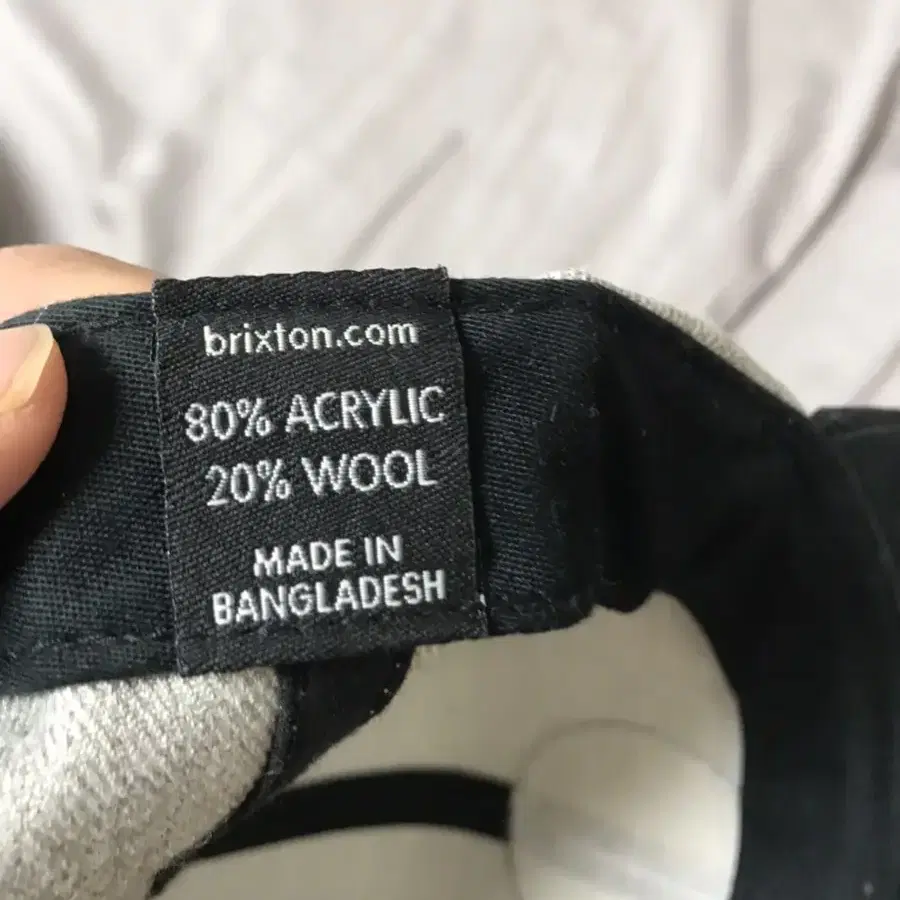 brixton.com
80% ACRYLIC
20% WOOL
MADE IN
BANGLADESH